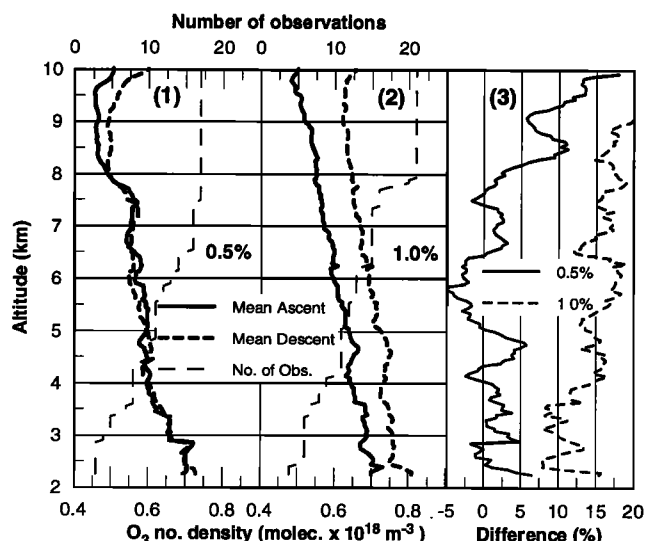 Number of observations
0 10 20 0 10 20
10 (1) (2) (3)
9
8
7
0.5% 1.0%
6 0.5%
Mean Ascent 1.0%
5 Mean Descent
No. of Obs.
4
3
2
Altitude (km)
0.4 0.6 0.8 0.4 0.6 0.8 -5 0 5 10 15 20
O₃ no. density (molec. x 10¹⁸ m⁻³) Difference (%)